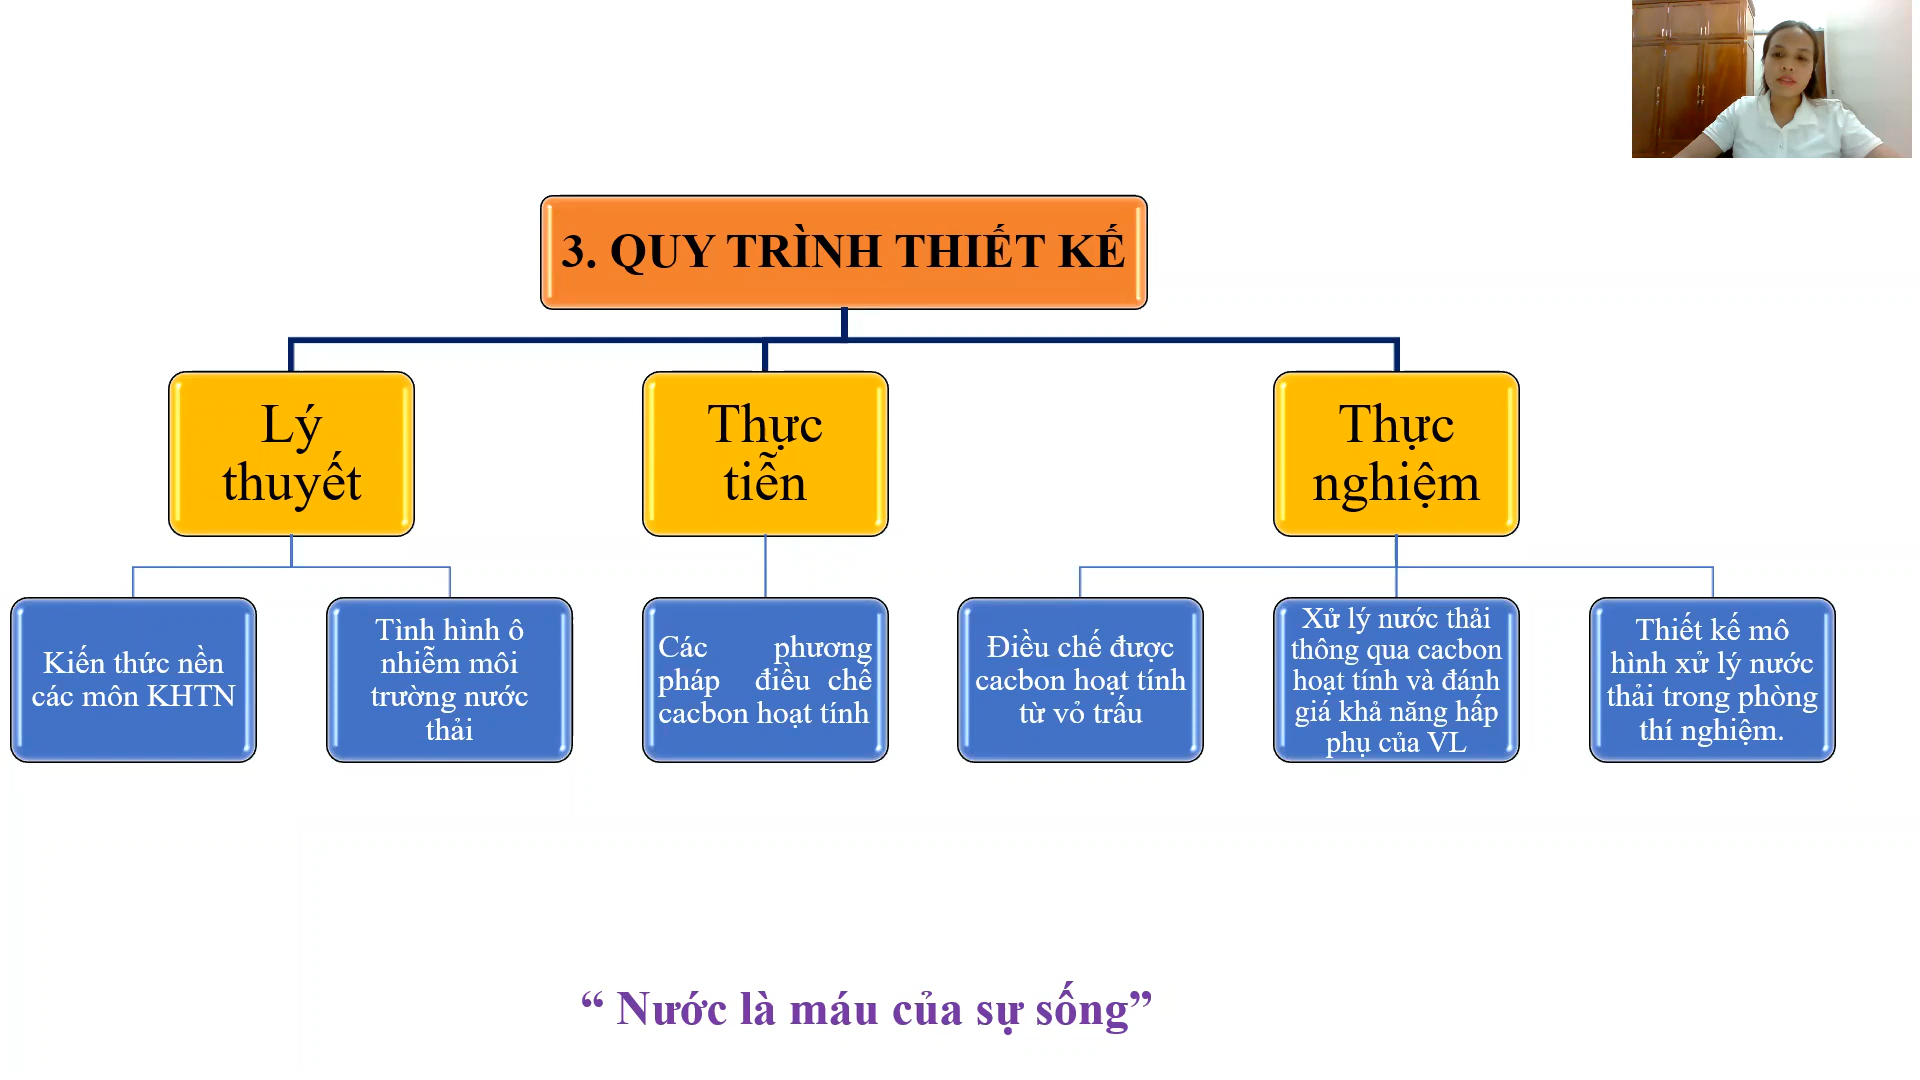 3. QUY TRÌNH THIẾT KẾ
Lý
thuyết
Thực
tiễn
Thực
nghiệm
Kiến thức nền
các môn KHTN
Tình hình ô
nhiễm môi
trường nước
thải
Các phương
pháp điều chế
cacbon hoạt tính
Điều chế được
cacbon hoạt tính
từ vỏ trấu
Xử lý nước thải
thông qua cacbon
hoạt tính và đánh
giá khả năng hấp
phụ của VL
Thiết kế mô
hình xử lý nước
thải trong phòng
thí nghiệm.
“ Nước là máu của sự sống”